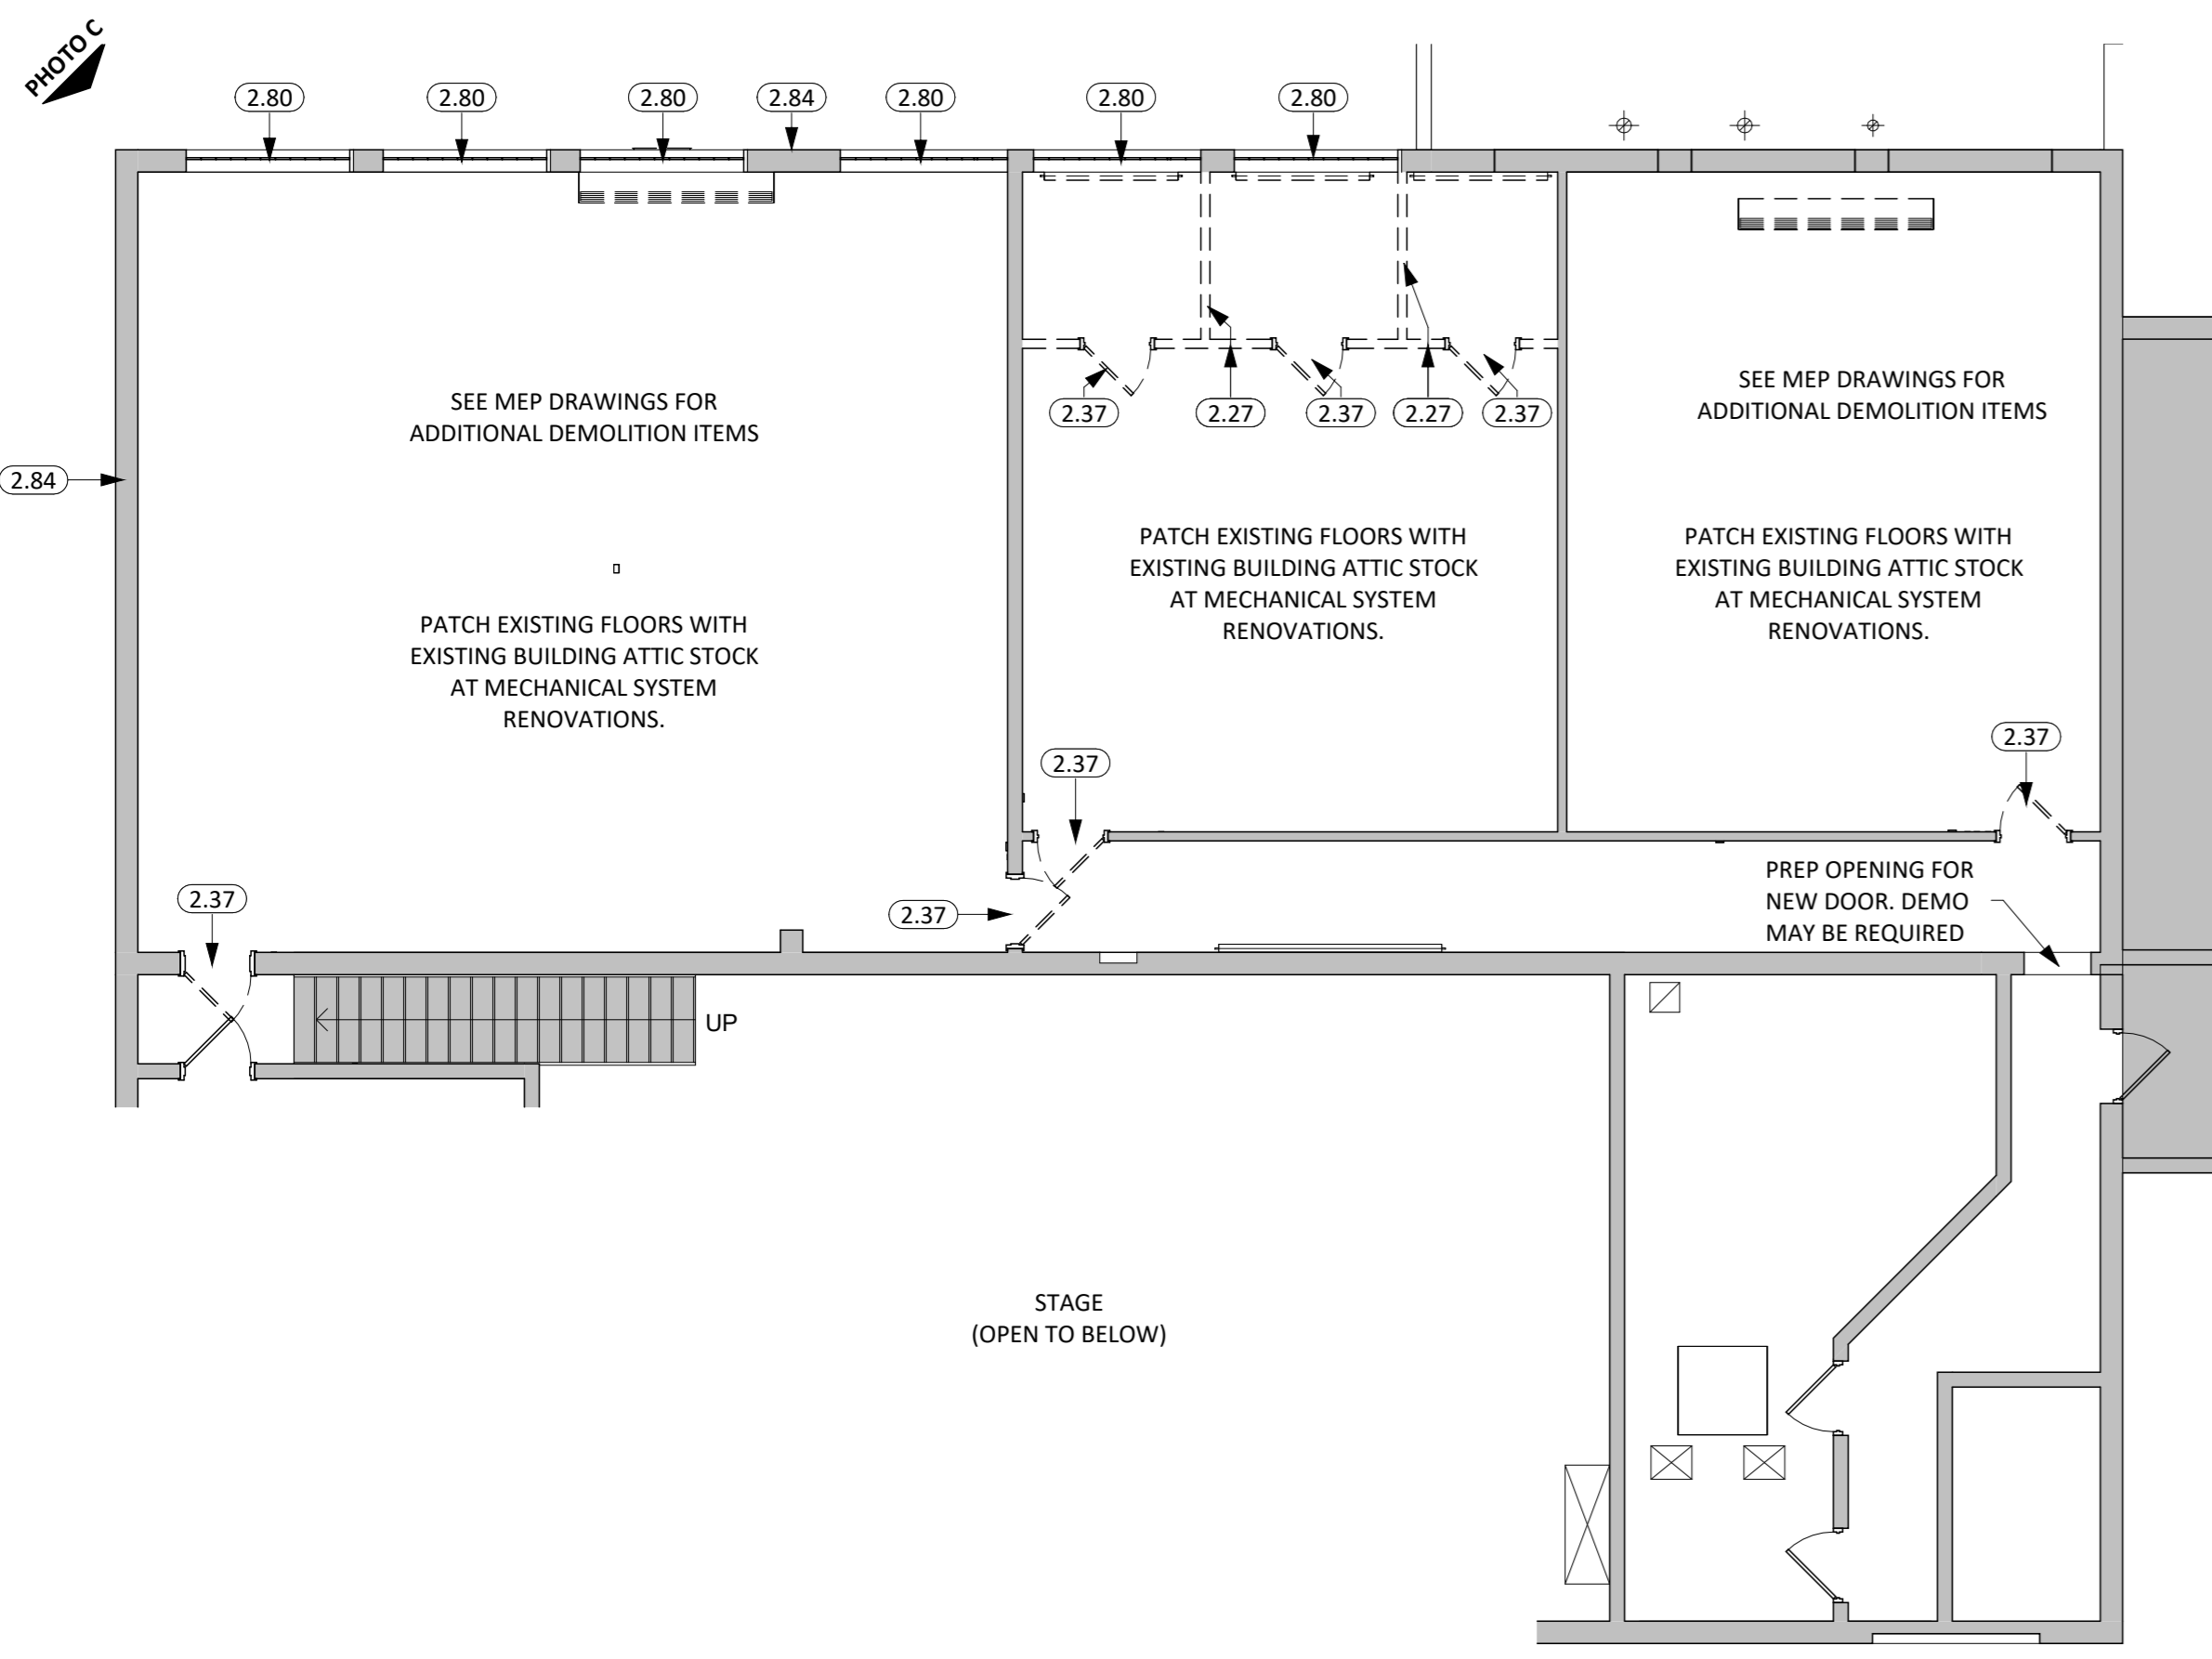 PHOTO C
2.80
2.80
2.80
2.84
2.80
2.80
2.80
2.37
2.27
2.37
2.27
2.37
SEE MEP DRAWINGS FOR
ADDITIONAL DEMOLITION ITEMS
SEE MEP DRAWINGS FOR
ADDITIONAL DEMOLITION ITEMS
2.84
PATCH EXISTING FLOORS WITH
EXISTING BUILDING ATTIC STOCK
AT MECHANICAL SYSTEM
RENOVATIONS.
PATCH EXISTING FLOORS WITH
EXISTING BUILDING ATTIC STOCK
AT MECHANICAL SYSTEM
RENOVATIONS.
PATCH EXISTING FLOORS WITH
EXISTING BUILDING ATTIC STOCK
AT MECHANICAL SYSTEM
RENOVATIONS.
2.37
2.37
2.37
2.37
PREP OPENING FOR
NEW DOOR. DEMO
MAY BE REQUIRED
UP
STAGE
(OPEN TO BELOW)